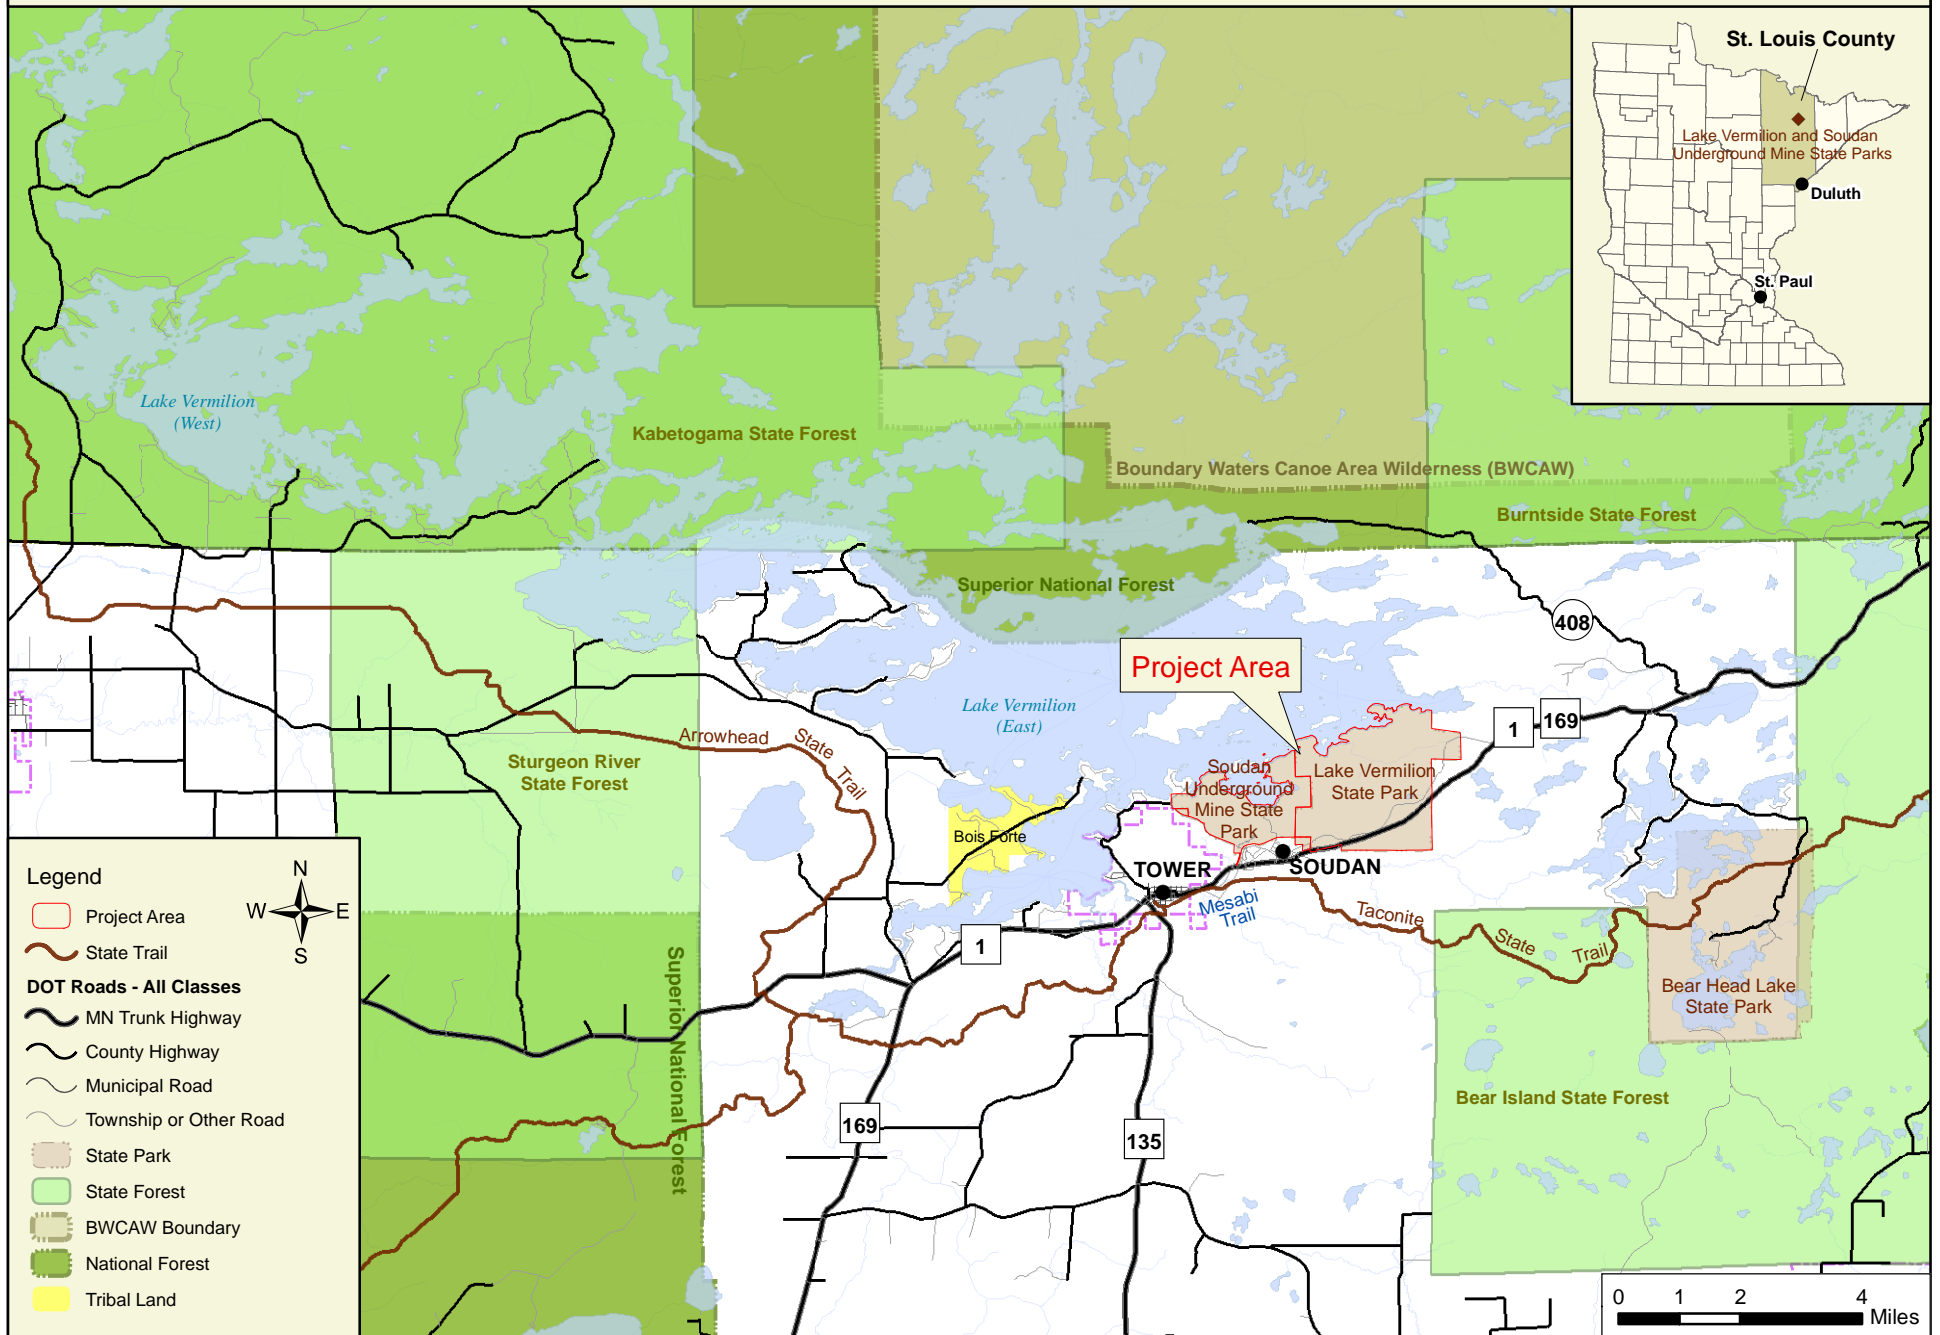 St. Louis County
Lake Vermilion and Soudan
Underground Mine State Parks
Duluth
St. Paul
Lake Vermilion
(West)
Kabetogama State Forest
Boundary Waters Canoe Area Wilderness (BWCAW)
Burntside State Forest
Superior National Forest
408
Project Area
Lake Vermilion
(East)
1
169
Arrowhead State Trail
Sturgeon River
State Forest
Soudan
Underground
Mine State
Park
Lake Vermilion
State Park
Bois Forte
TOWER
SOUDAN
Mesabi
Trail
Taconite State Trail
1
Superior National Forest
Bear Head Lake
State Park
Bear Island State Forest
169
135
Legend
N
W E
S
Project Area
State Trail
DOT Roads - All Classes
MN Trunk Highway
County Highway
Municipal Road
Township or Other Road
State Park
State Forest
BWCAW Boundary
National Forest
Tribal Land
0 1 2 4
Miles